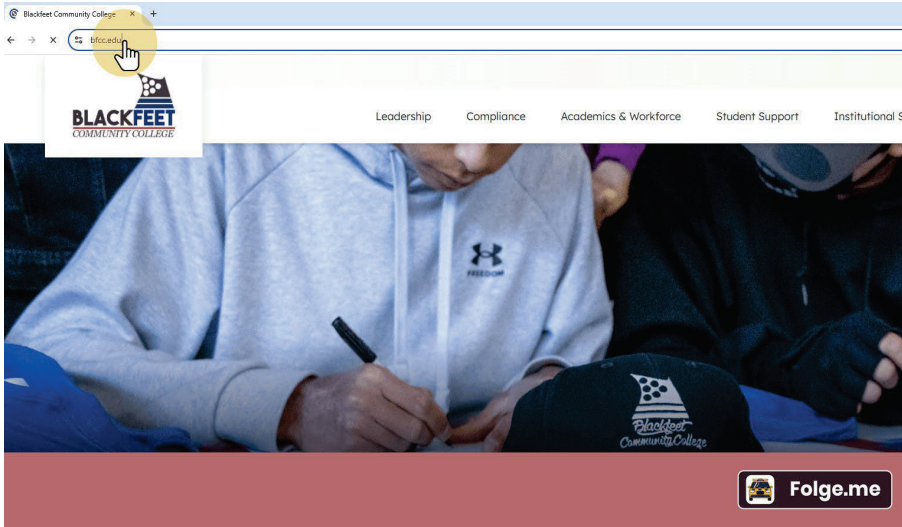 Blackfeet Community College
bfcc.edu
BLACKFEET
COMMUNITY COLLEGE
Leadership Compliance Academics & Workforce Student Support Institutional S
FREEDOM
Blackfeet
Community College
Folge.me